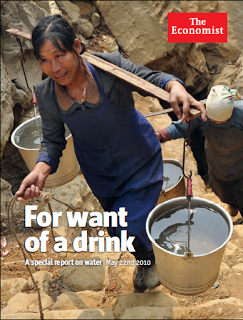 The
Economist
For want
of a drink
A special report on water May 22nd 2010